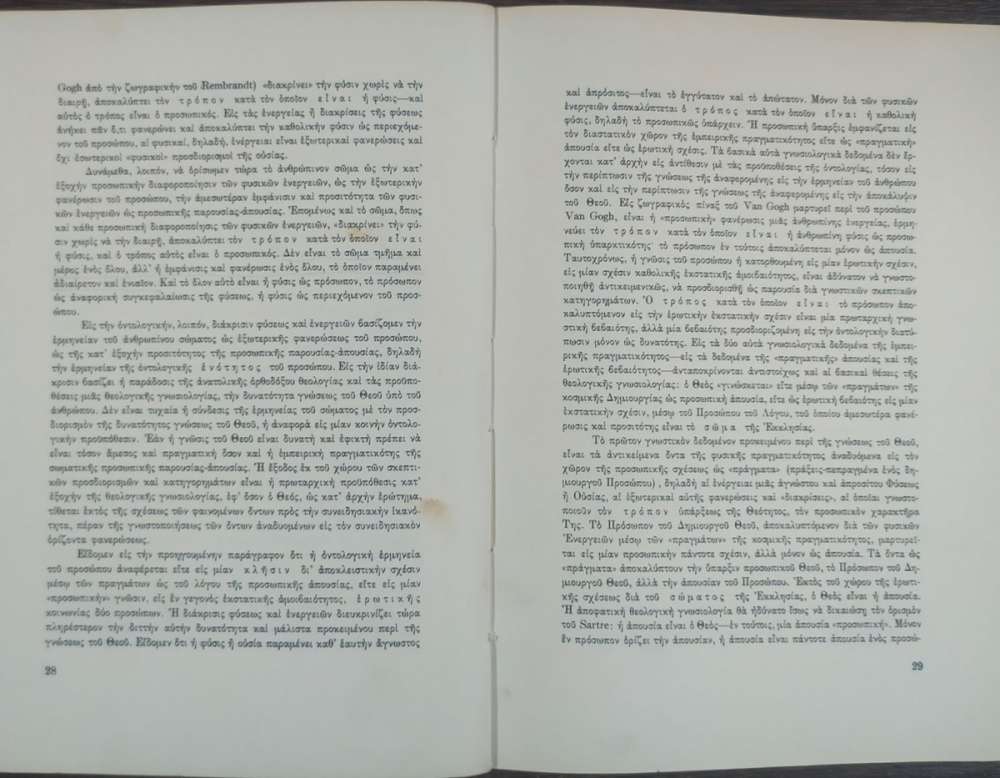 Gogh ἀπὸ τὴν ζωγραφικὴν τοῦ Rembrandt) «διακρίνει» τὴν φύσιν χωρὶς νὰ τὴν
διαιρῇ, ἀποκαλύπτει τὸν τρόπον κατὰ τὸν ὁποῖον εἶναι ἡ φύσις—καὶ
αὐτὸς ὁ τρόπος εἶναι ὁ προσωπικός. Εἰς τὰς ἐνεργείας ἢ διακρίσεις τῆς φύσεως
ἀνήκει πᾶν ὅ,τι φανερώνει καὶ ἀποκαλύπτει τὴν καθολικὴν φύσιν ὡς περιεχόμε-
νον τοῦ προσώπου, αἱ φυσικαί, δηλαδή, ἐνέργειαι εἶναι ἐξωτερικαὶ φανερώσεις καὶ
ὄχι ἐσωτερικοὶ «φυσικοὶ» προσδιορισμοὶ τῆς οὐσίας.
Δυνάμεθα, λοιπόν, νὰ ὁρίσωμεν τώρα τὸ ἀνθρώπινον σῶμα ὡς τὴν κατ’
ἐξοχὴν προσωπικὴν διαφοροποίησιν τῶν φυσικῶν ἐνεργειῶν, ὡς τὴν ἐξωτερικὴν
φανέρωσιν τοῦ προσώπου, τὴν ἀμεσωτέραν ἐμφάνισιν καὶ προσιτότητα τῶν φυσι-
κῶν ἐνεργειῶν ὡς προσωπικῆς παρουσίας-ἀπουσίας. Ἑπομένως καὶ τὸ σῶμα, ὅπως
καὶ κάθε προσωπικὴ διαφοροποίησις τῶν φυσικῶν ἐνεργειῶν, «διακρίνει» τὴν φύ-
σιν χωρὶς νὰ τὴν διαιρῇ, ἀποκαλύπτει τὸν τρόπον κατὰ τὸν ὁποῖον εἶναι
ἡ φύσις, καὶ ὁ τρόπος αὐτὸς εἶναι ὁ προσωπικός. Δὲν εἶναι τὸ σῶμα τμῆμα καὶ
μέρος ἑνὸς ὅλου, ἀλλ’ ἡ ἐμφάνισις καὶ φανέρωσις ἑνὸς ὅλου, τὸ ὁποῖον παραμένει
ἀδιαίρετον καὶ ἑνιαῖον. Καὶ τὸ ὅλον αὐτὸ εἶναι ἡ φύσις ὡς πρόσωπον, τὸ πρόσωπον
ὡς ἀναφορικὴ συγκεφαλαίωσις τῆς φύσεως, ἡ φύσις ὡς περιεχόμενον τοῦ προσ-
ώπου.
Εἰς τὴν ὀντολογικήν, λοιπόν, διάκρισιν φύσεως καὶ ἐνεργειῶν βασίζομεν τὴν
ἑρμηνείαν τοῦ ἀνθρωπίνου σώματος ὡς ἐξωτερικῆς φανερώσεως τοῦ προσώπου,
ὡς τῆς κατ’ ἐξοχὴν προσιτότητος τῆς προσωπικῆς παρουσίας-ἀπουσίας, δηλαδὴ
τὴν ἑρμηνείαν τῆς ὀντολογικῆς ἑνότητος τοῦ προσώπου. Εἰς τὴν ἰδίαν διά-
κρισιν βασίζει ἡ παράδοσις τῆς ἀνατολικῆς ὀρθοδόξου θεολογίας καὶ τὰς προϋπο-
θέσεις μιᾶς θεολογικῆς γνωσιολογίας, τὴν δυνατότητα γνώσεως τοῦ Θεοῦ ὑπὸ τοῦ
ἀνθρώπου. Δὲν εἶναι τυχαία ἡ σύνδεσις τῆς ἑρμηνείας τοῦ σώματος μὲ τὸν προσ-
διορισμὸν τῆς δυνατότητος γνώσεως τοῦ Θεοῦ, ἡ ἀναφορὰ εἰς μίαν κοινὴν ὀντολο-
γικὴν προϋπόθεσιν. Ἐὰν ἡ γνῶσις τοῦ Θεοῦ εἶναι δυνατὴ καὶ ἐφικτὴ πρέπει νὰ
εἶναι τόσον ἄμεσος καὶ πραγματικὴ ὅσον καὶ ἡ ἐμπειρικὴ πραγματικότης τῆς
σωματικῆς προσωπικῆς παρουσίας-ἀπουσίας. Ἡ ἔξοδος ἐκ τοῦ χώρου τῶν σκεπτι-
κῶν προσδιορισμῶν καὶ κατηγορημάτων εἶναι ἡ πρωταρχικὴ προϋπόθεσις κατ’
ἐξοχὴν τῆς θεολογικῆς γνωσιολογίας, ἐφ’ ὅσον ὁ Θεός, ὡς κατ’ ἀρχὴν ἐρώτημα,
τίθεται ἐκτὸς τῆς σχέσεως τῶν φαινομένων ὄντων πρὸς τὴν συνειδησιακὴν ἱκανό-
τητα, πέραν τῆς γνωστοποιήσεως τῶν ὄντων ἀναδυομένων εἰς τὸν συνειδησιακὸν
ὁρίζοντα φανερώσεως.
Εἴδομεν εἰς τὴν προηγουμένην παράγραφον ὅτι ἡ ὀντολογικὴ ἑρμηνεία
τοῦ προσώπου ἀναφέρεται εἴτε εἰς μίαν κλῆσιν δι’ ἀποκλειστικὴν σχέσιν
μέσῳ τῶν πραγμάτων ὡς τοῦ λόγου τῆς προσωπικῆς ἀπουσίας, εἴτε εἰς μίαν
«προσωπικὴν» γνῶσιν, εἰς ἓν γεγονὸς ἐκστατικῆς ἀμοιβαιότητος, ἐρωτικῆς
κοινωνίας δύο προσώπων. Ἡ διάκρισις φύσεως καὶ ἐνεργειῶν διευκρινίζει τώρα
πληρέστερον τὴν διττὴν αὐτὴν δυνατότητα καὶ μάλιστα προκειμένου περὶ τῆς
γνώσεως τοῦ Θεοῦ. Εἴδομεν ὅτι ἡ φύσις ἢ οὐσία παραμένει καθ’ ἑαυτὴν ἄγνωστος
28
καὶ ἀπρόσιτος—εἶναι τὸ ἐγγύτατον καὶ τὸ ἀπώτατον. Μόνον διὰ τῶν φυσικῶν
ἐνεργειῶν ἀποκαλύπτεται ὁ τρόπος κατὰ τὸν ὁποῖον εἶναι ἡ καθολικὴ
φύσις, δηλαδὴ τὸ προσωπικῶς ὑπάρχειν. Ἡ προσωπικὴ ὕπαρξις ἐμφανίζεται εἰς
τὸν διαστατικὸν χῶρον τῆς ἐμπειρικῆς πραγματικότητος εἴτε ὡς «πραγματικὴ»
ἀπουσία εἴτε ὡς ἐρωτικὴ σχέσις. Τὰ βασικὰ αὐτὰ γνωσιολογικὰ δεδομένα δὲν ἔρ-
χονται κατ’ ἀρχὴν εἰς ἀντίθεσιν μὲ τὰς προϋποθέσεις τῆς ὀντολογίας, τόσον εἰς
τὴν περίπτωσιν τῆς γνώσεως τῆς ἀναφερομένης εἰς τὴν ἑρμηνείαν τοῦ ἀνθρώπου
ὅσον καὶ εἰς τὴν περίπτωσιν τῆς γνώσεως τῆς ἀναφερομένης εἰς τὴν ἀποκάλυψιν
τοῦ Θεοῦ. Εἷς ζωγραφικὸς πίναξ τοῦ Van Gogh μαρτυρεῖ περὶ τοῦ προσώπου
Van Gogh, εἶναι ἡ «προσωπικὴ» φανέρωσις μιᾶς ἀνθρωπίνης ἐνεργείας, ἑρμη-
νεύει τὸν τρόπον κατὰ τὸν ὁποῖον εἶναι ἡ ἀνθρωπίνη φύσις ὡς προσω-
πικὴ ὑπαρκτικότης· τὸ πρόσωπον ἐν τούτοις ἀποκαλύπτεται μόνον ὡς ἀπουσία.
Ταυτοχρόνως, ἡ γνῶσις τοῦ προσώπου ἡ κατορθουμένη εἰς μίαν ἐρωτικὴν σχέσιν,
εἰς μίαν σχέσιν καθολικῆς ἐκστατικῆς ἀμοιβαιότητος, εἶναι ἀδύνατον νὰ γνωστο-
ποιηθῇ ἀντικειμενικῶς, νὰ προσδιορισθῇ ὡς παρουσία διὰ γνωστικῶν σκεπτικῶν
κατηγορημάτων. Ὁ τρόπος κατὰ τὸν ὁποῖον εἶναι τὸ πρόσωπον ἀπο-
καλυπτόμενον εἰς τὴν ἐρωτικὴν ἐκστατικὴν σχέσιν εἶναι μία πρωταρχικὴ γνω-
στικὴ βεβαιότης, ἀλλὰ μία βεβαιότης προσδιοριζομένη εἰς τὴν ὀντολογικὴν διατύ-
πωσιν μόνον ὡς δυνατότης. Εἰς τὰ δύο αὐτὰ γνωσιολογικὰ δεδομένα τῆς ἐμπει-
ρικῆς πραγματικότητος—εἰς τὰ δεδομένα τῆς «πραγματικῆς» ἀπουσίας καὶ τῆς
ἐρωτικῆς βεβαιότητος—ἀνταποκρίνονται ἀντιστοίχως καὶ αἱ βασικαὶ θέσεις τῆς
θεολογικῆς γνωσιολογίας: ὁ Θεὸς «γινώσκεται» εἴτε μέσῳ τῶν «πραγμάτων» τῆς
κοσμικῆς Δημιουργίας ὡς προσωπικὴ ἀπουσία, εἴτε ὡς ἐρωτικὴ βεβαιότης εἰς μίαν
ἐκστατικὴν σχέσιν, μέσῳ τοῦ Προσώπου τοῦ Λόγου, τοῦ ὁποίου ἀμεσωτέρα φανέ-
ρωσις καὶ προσιτότης εἶναι τὸ σῶμα τῆς Ἐκκλησίας.
Τὸ πρῶτον γνωστικὸν δεδομένον προκειμένου περὶ τῆς γνώσεως τοῦ Θεοῦ,
εἶναι τὰ ἀντικείμενα ὄντα τῆς φυσικῆς πραγματικότητος ἀναδυόμενα εἰς τὸν
χῶρον τῆς προσωπικῆς σχέσεως ὡς «πράγματα» (πράξεις-πεπραγμένα ἑνὸς δη-
μιουργοῦ Προσώπου), δηλαδὴ αἱ ἐνέργειαι μιᾶς ἀγνώστου καὶ ἀπροσίτου Φύσεως
ἢ Οὐσίας, αἱ ἐξωτερικαὶ αὐτῆς φανερώσεις καὶ «διακρίσεις», αἱ ὁποῖαι γνωστο-
ποιοῦν τὸν τρόπον ὑπάρξεως τῆς Θεότητος, τὸν προσωπικὸν χαρακτῆρα
Της. Τὸ Πρόσωπον τοῦ Δημιουργοῦ Θεοῦ, ἀποκαλυπτόμενον διὰ τῶν φυσικῶν
Ἐνεργειῶν μέσῳ τῶν «πραγμάτων» τῆς κοσμικῆς πραγματικότητος, μαρτυρεῖ-
ται εἰς μίαν προσωπικὴν πάντοτε σχέσιν, ἀλλὰ μόνον ὡς ἀπουσία. Τὰ ὄντα ὡς
«πράγματα» ἀποκαλύπτουν τὴν ὕπαρξιν προσωπικοῦ Θεοῦ, τὸ Πρόσωπον τοῦ Δη-
μιουργοῦ Θεοῦ, ἀλλὰ τὴν ἀπουσίαν τοῦ Προσώπου. Ἐκτὸς τοῦ χώρου τῆς ἐρωτι-
κῆς σχέσεως διὰ τοῦ σώματος τῆς Ἐκκλησίας, ὁ Θεὸς εἶναι ἡ ἀπουσία.
Ἡ ἀποφατικὴ θεολογικὴ γνωσιολογία θὰ ἠδύνατο ἴσως νὰ δικαιώσῃ τὸν ὁρισμὸν
τοῦ Sartre: ἡ ἀπουσία εἶναι ὁ Θεὸς—ἐν τούτοις, μία ἀπουσία «προσωπική». Μόνον
ἓν πρόσωπον ὁρίζει τὴν ἀπουσίαν, ἡ ἀπουσία εἶναι πάντοτε ἀπουσία ἑνὸς προσώ-
29